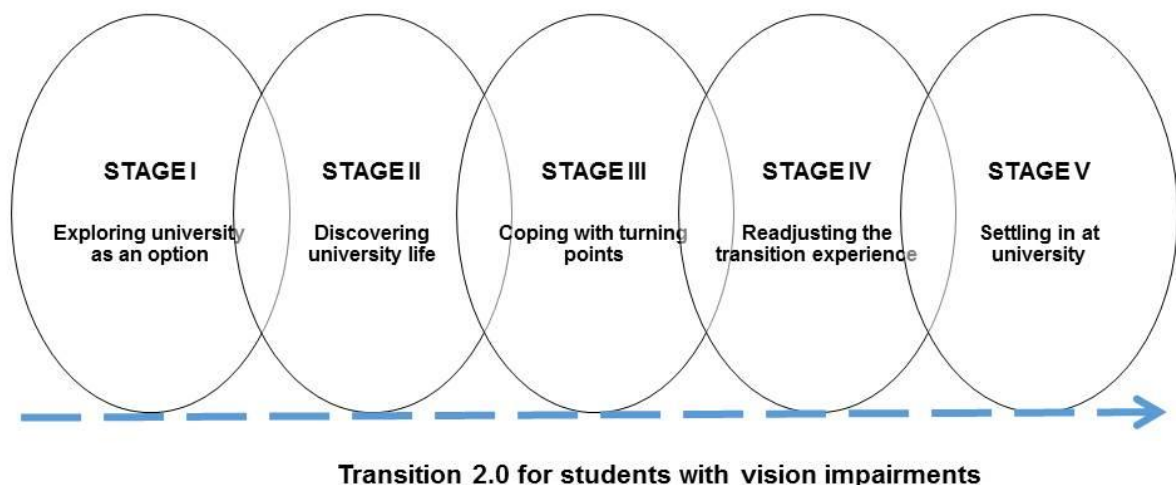 STAGE I
Exploring university
as an option
STAGE II
Discovering
university life
STAGE III
Coping with turning
points
STAGE IV
Readjusting the
transition experience
STAGE V
Settling in at
university
Transition 2.0 for students with vision impairments